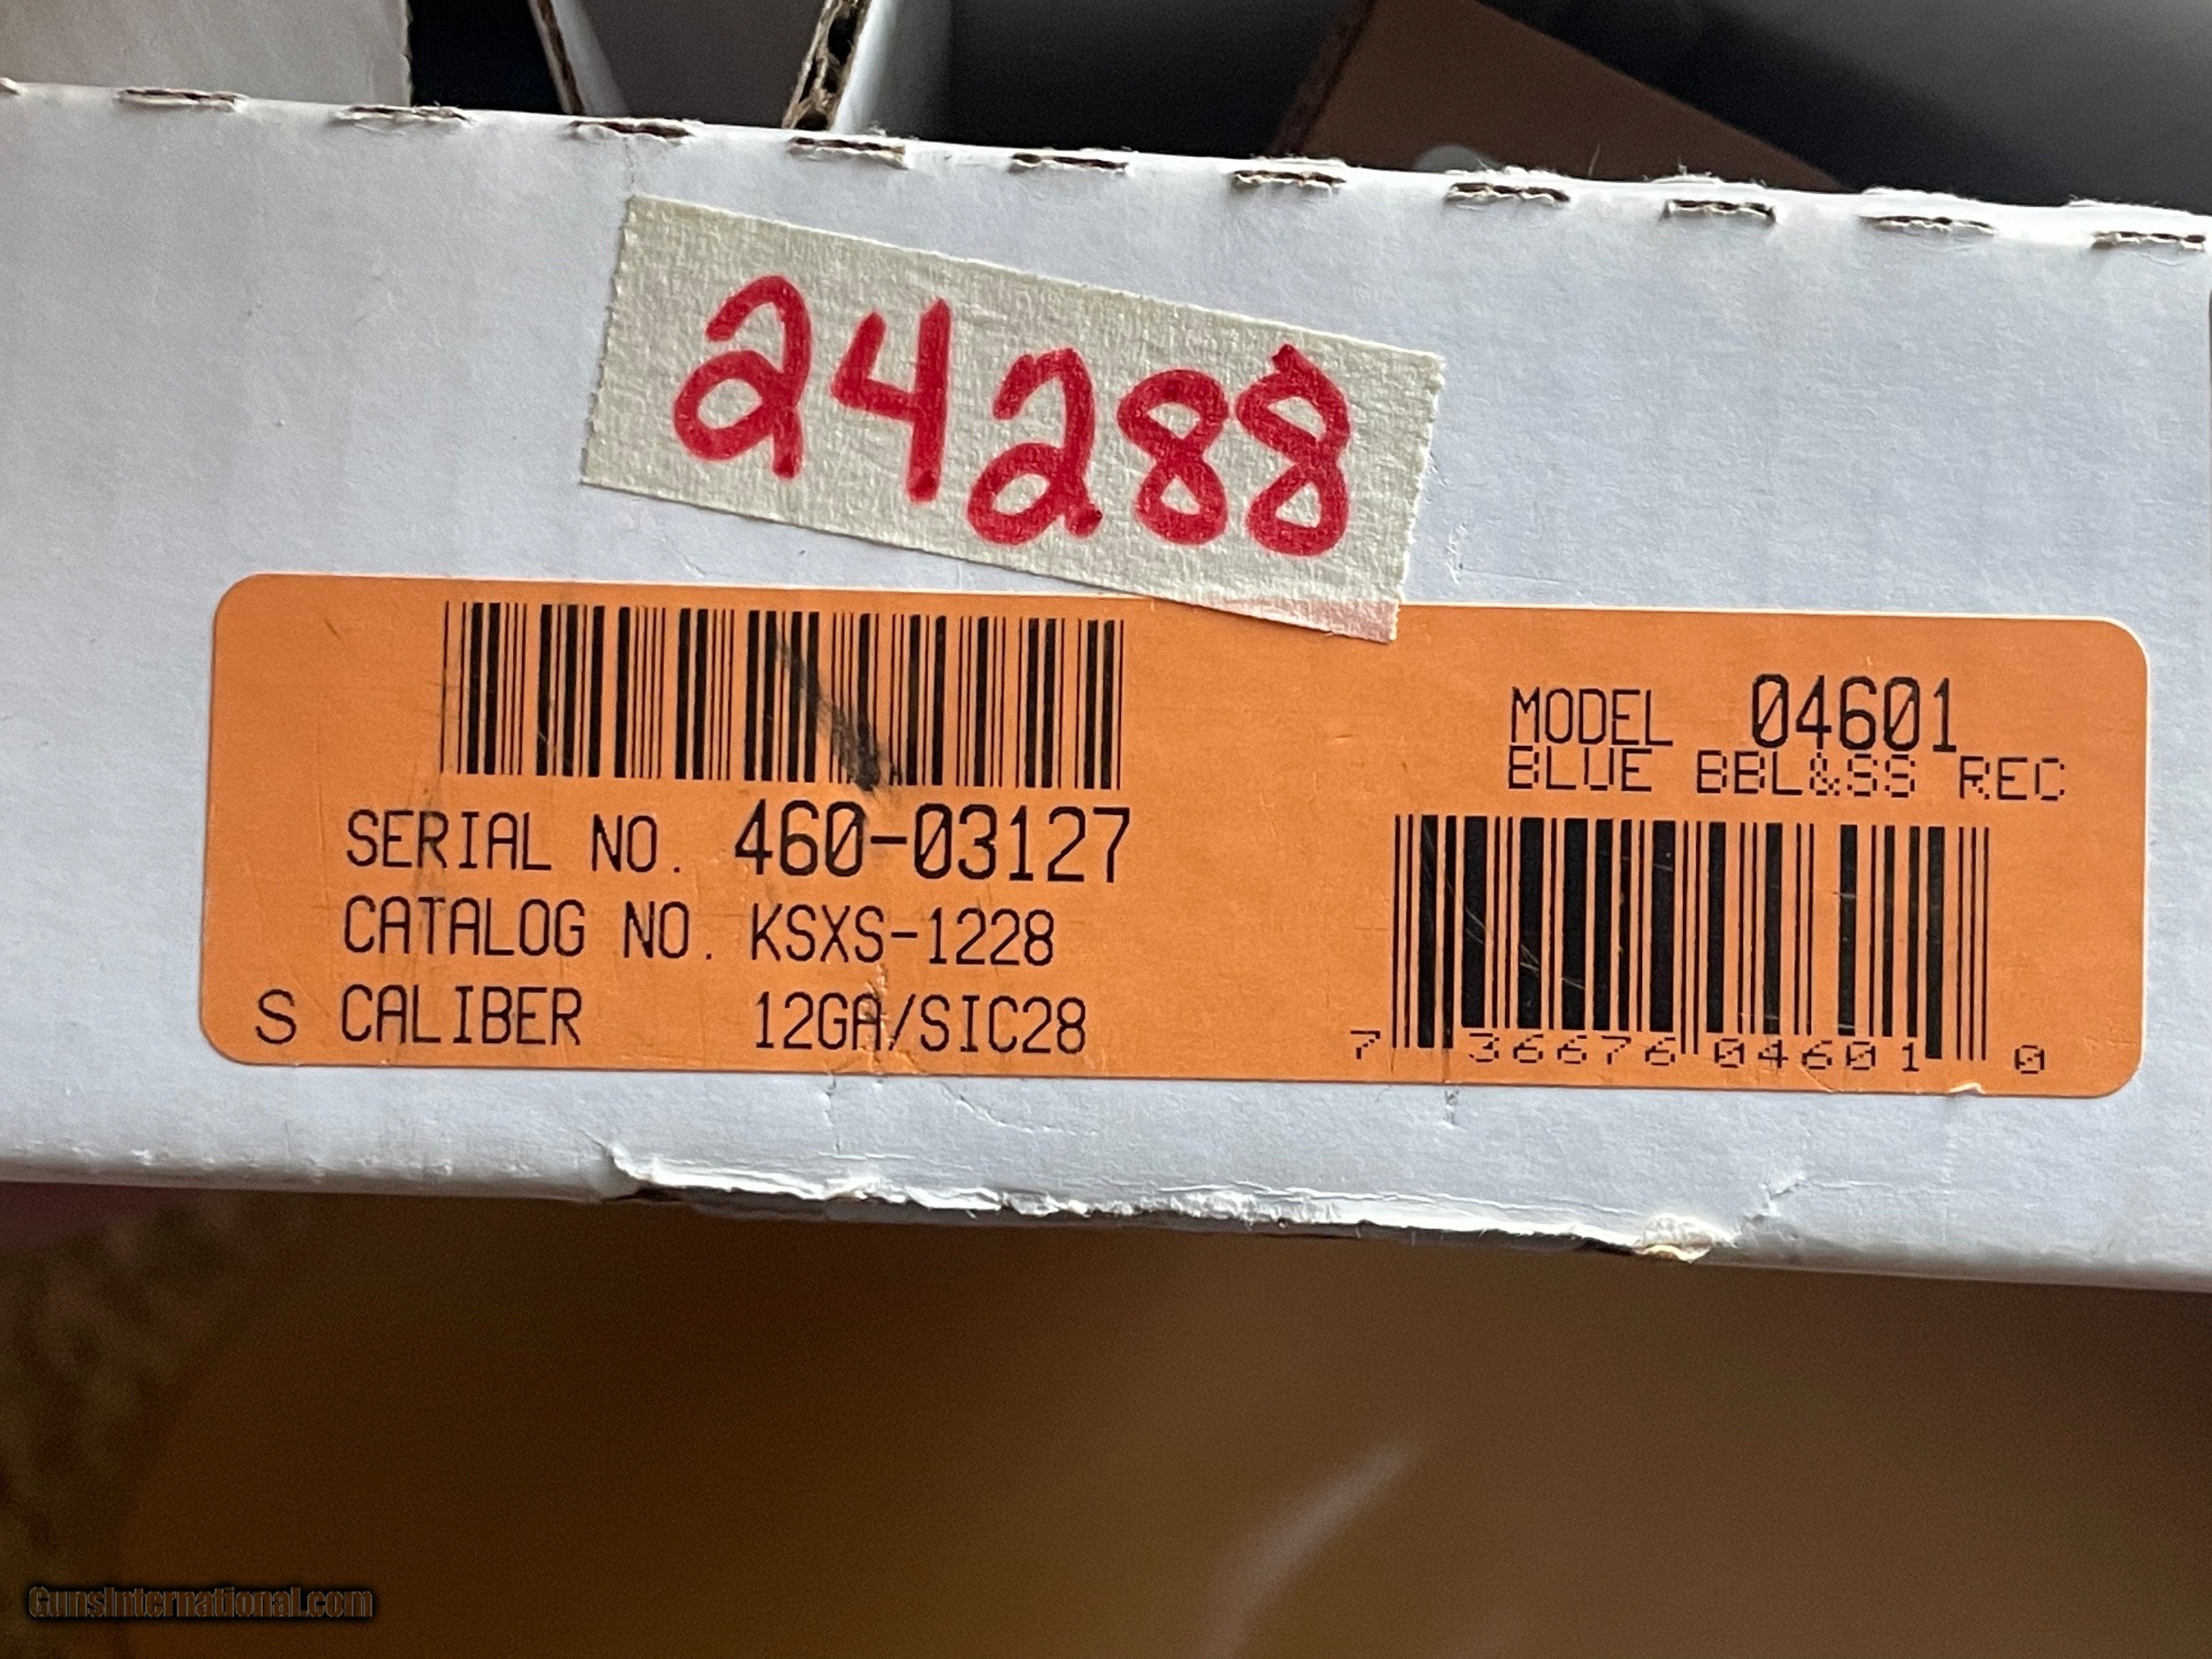 24288
SERIAL NO. 460-03127
CATALOG NO. KSXS-1228
S CALIBER 12GA/SIC28
MODEL 04601
BLUE BBL&SS REC
7 36676 04601 0
GunsInternational.com